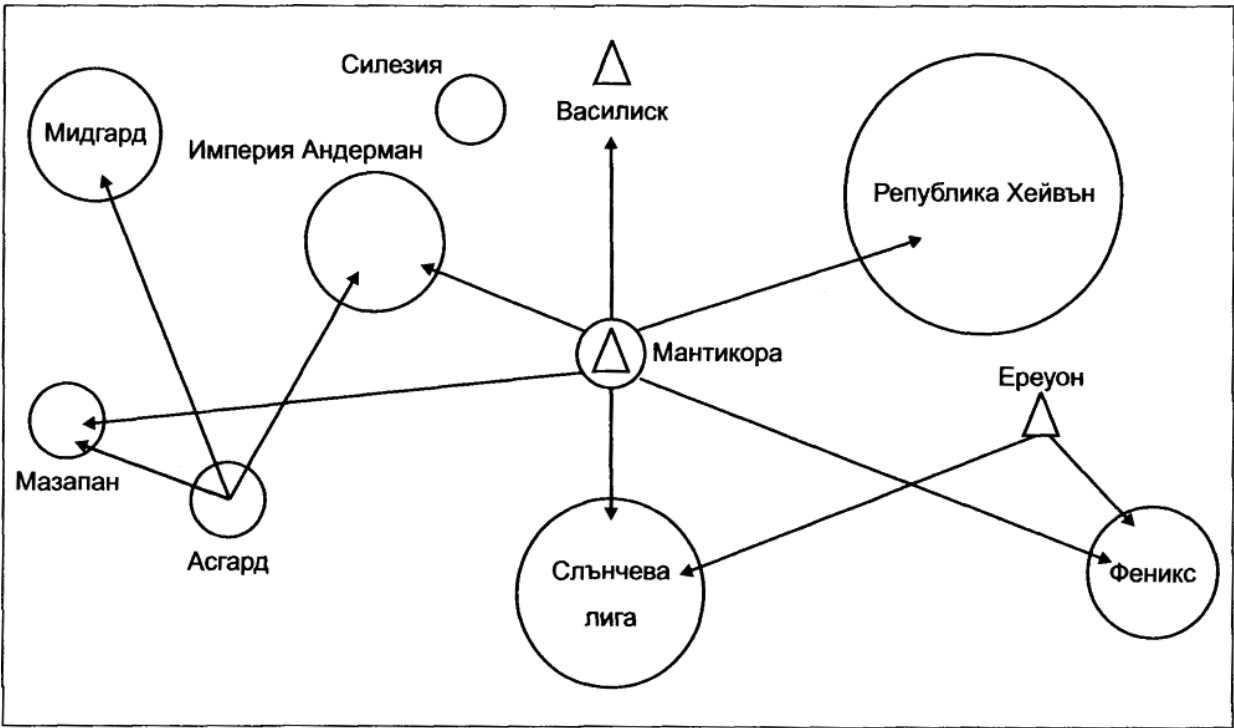 Силезия
Василиск
Мидгард
Империя Андерман
Република Хейвън
Мантикора
Ереуон
Мазапан
Асгард
Слънчева
лига
Феникс